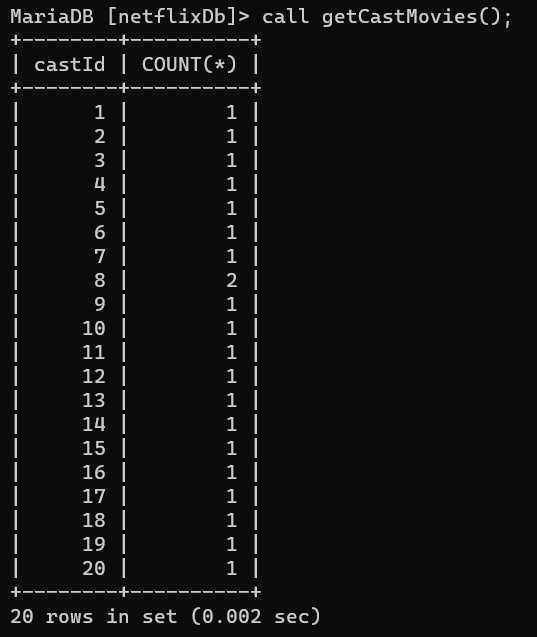 MariaDB [netflixDb]> call getCastMovies();
+--------+----------+
| castId | COUNT(*) |
+--------+----------+
|      1 |        1 |
|      2 |        1 |
|      3 |        1 |
|      4 |        1 |
|      5 |        1 |
|      6 |        1 |
|      7 |        1 |
|      8 |        2 |
|      9 |        1 |
|     10 |        1 |
|     11 |        1 |
|     12 |        1 |
|     13 |        1 |
|     14 |        1 |
|     15 |        1 |
|     16 |        1 |
|     17 |        1 |
|     18 |        1 |
|     19 |        1 |
|     20 |        1 |
+--------+----------+
20 rows in set (0.002 sec)